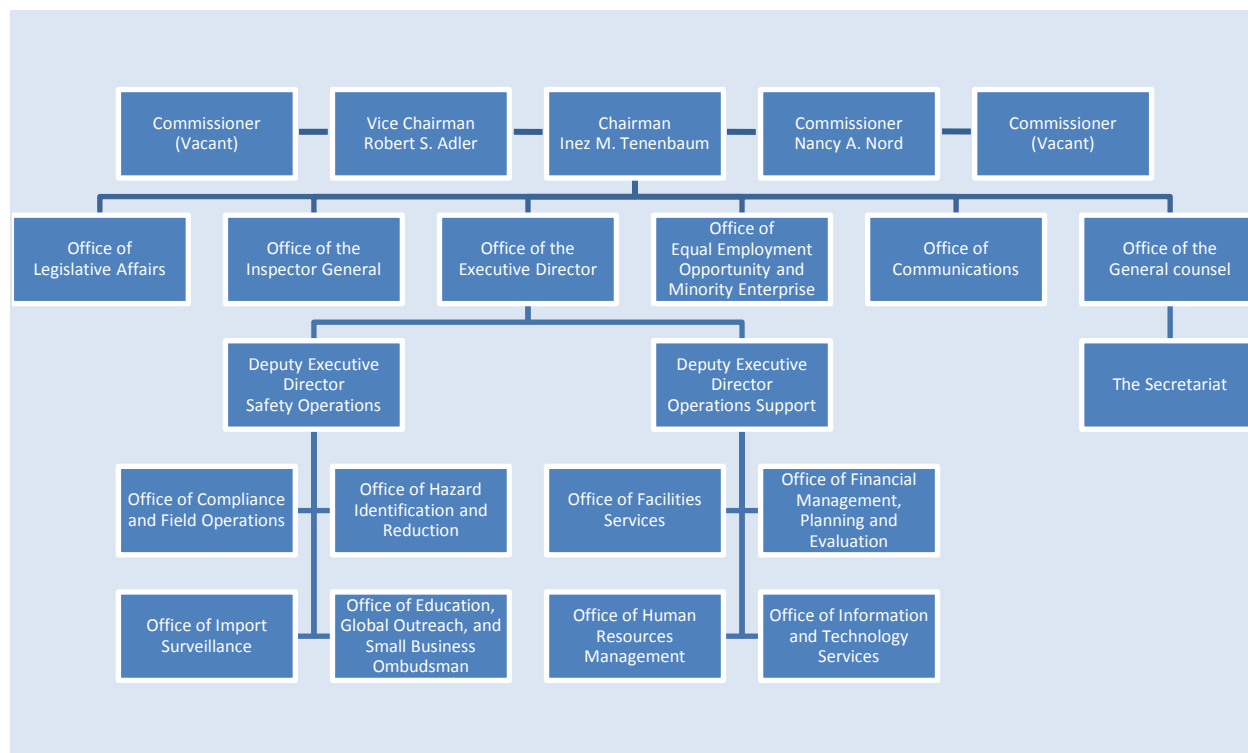 Commissioner
(Vacant)
Vice Chairman
Robert S. Adler
Chairman
Inez M. Tenenbaum
Commissioner
Nancy A. Nord
Commissioner
(Vacant)
Office of
Legislative Affairs
Office of the
Inspector General
Office of the
Executive Director
Office of
Equal Employment
Opportunity and
Minority Enterprise
Office of
Communications
Office of the
General counsel
Deputy Executive
Director
Safety Operations
Deputy Executive
Director
Operations Support
The Secretariat
Office of Compliance
and Field Operations
Office of Hazard
Identification and
Reduction
Office of Facilities
Services
Office of Financial
Management,
Planning and
Evaluation
Office of Import
Surveillance
Office of Education,
Global Outreach, and
Small Business
Ombudsman
Office of Human
Resources
Management
Office of Information
and Technology
Services